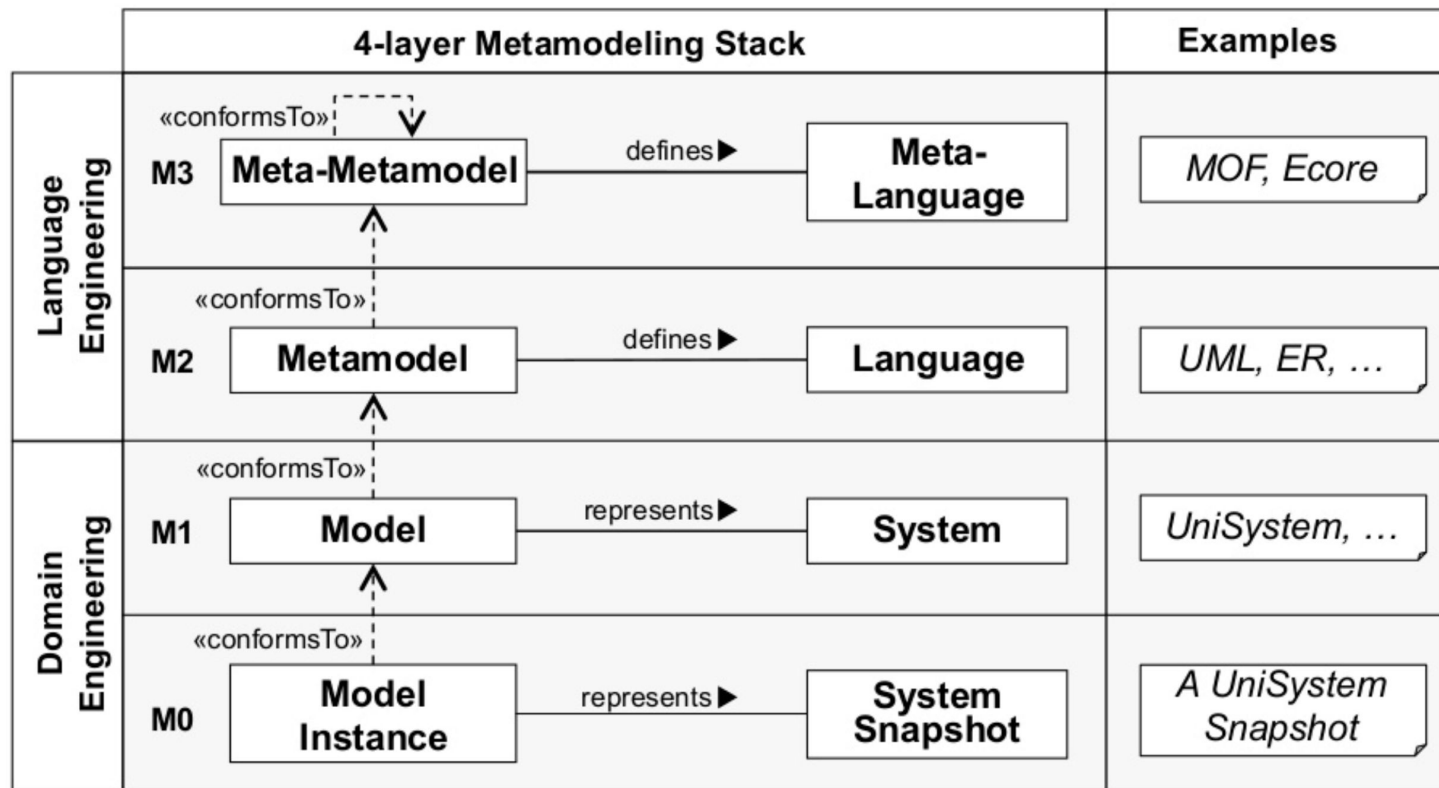 4-layer Metamodeling Stack
Examples
Language
Engineering
«conformsTo»
M3
Meta-Metamodel
defines▶
Meta-
Language
MOF, Ecore
«conformsTo»
M2
Metamodel
defines▶
Language
UML, ER, …
Domain
Engineering
«conformsTo»
M1
Model
represents▶
System
UniSystem, …
«conformsTo»
M0
Model
Instance
represents▶
System
Snapshot
A UniSystem
Snapshot